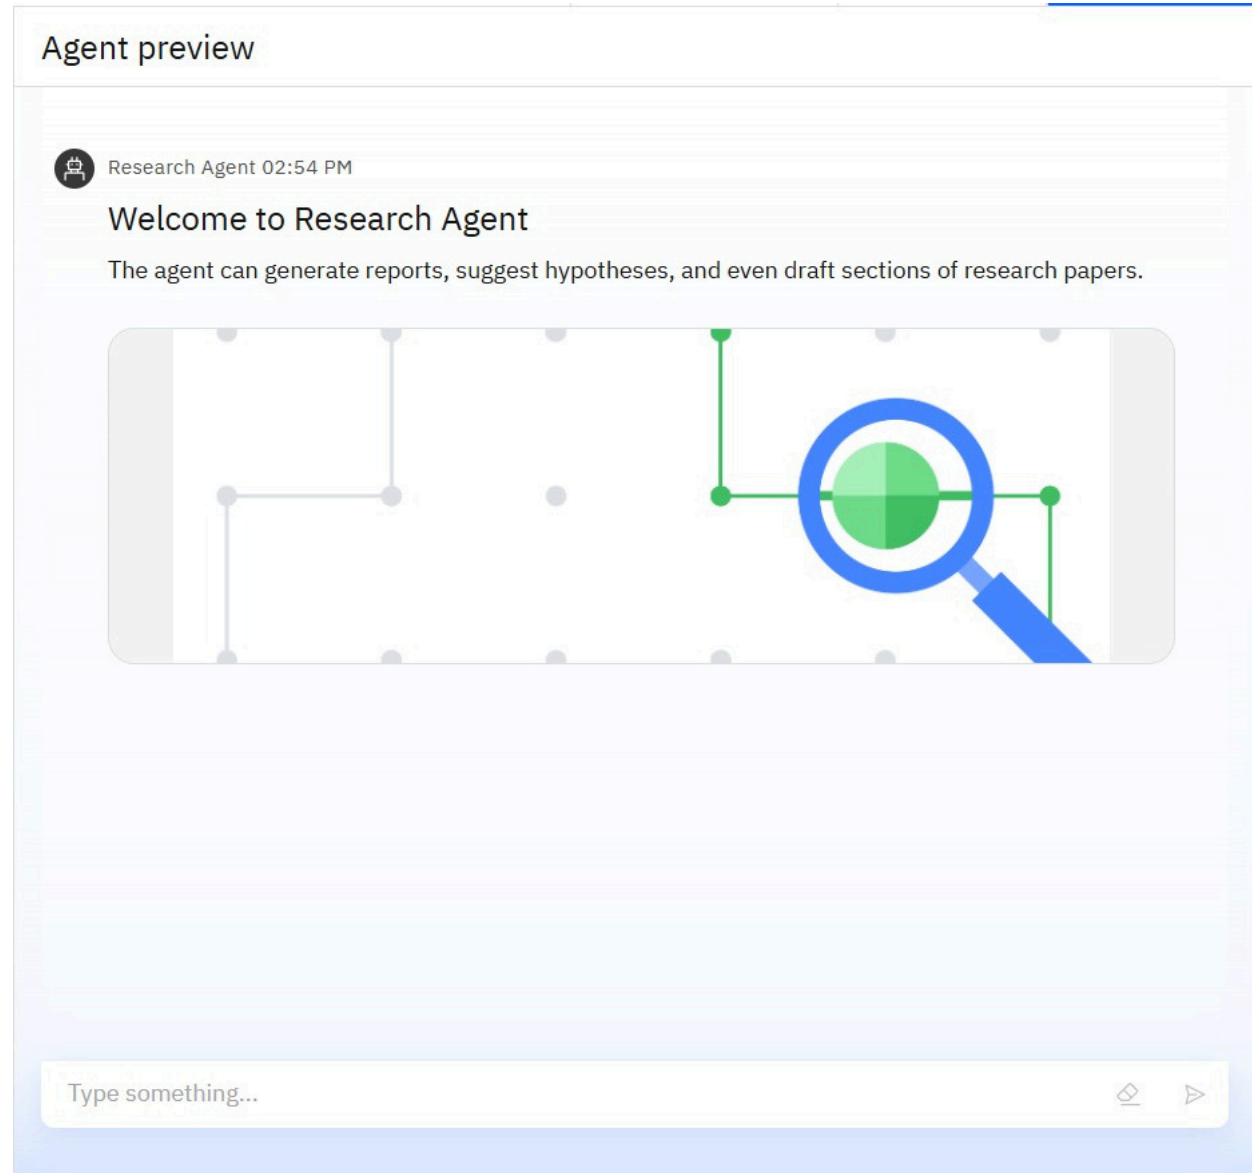 Agent preview
Research Agent 02:54 PM
Welcome to Research Agent
The agent can generate reports, suggest hypotheses, and even draft sections of research papers.
Type something...